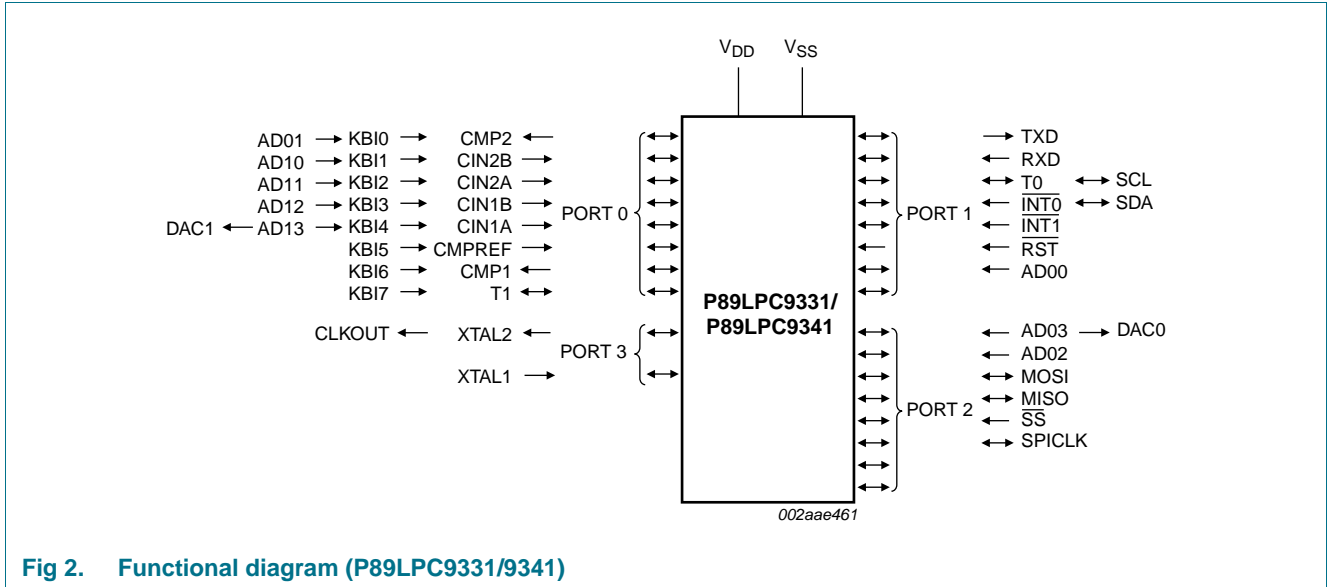 VDD VSS
AD01 KBI0 CMP2 TXD
AD10 KBI1 CIN2B RXD
AD11 KBI2 CIN2A T0 SCL
AD12 KBI3 CIN1B PORT 0 PORT 1 INT0 SDA
DAC1 AD13 KBI4 CIN1A INT1
KBI5 CMPREF RST
KBI6 CMP1 AD00
KBI7 T1
P89LPC9331/
P89LPC9341
CLKOUT XTAL2 AD03 DAC0
PORT 3 AD02
XTAL1 MOSI
MISO
PORT 2 SS
SPICLK
002aae461
Fig 2. Functional diagram (P89LPC9331/9341)